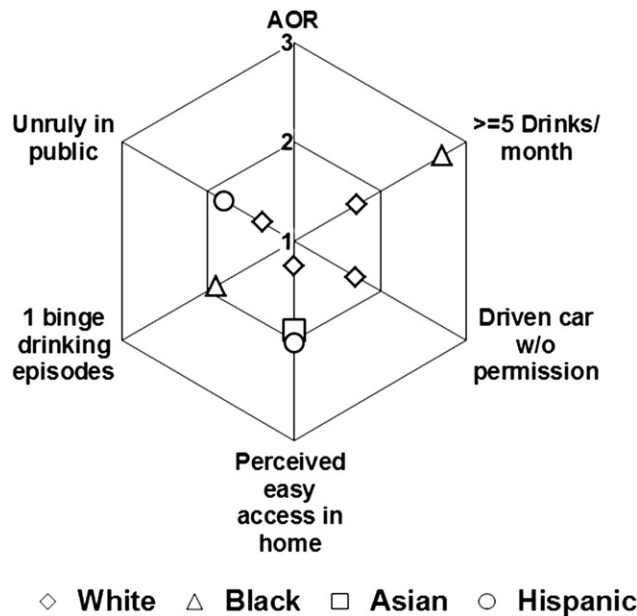 AOR
3
Unruly in
public
2
>=5 Drinks/
month
1
1 binge
drinking
episodes
Driven car
w/o
permission
Perceived
easy
access in
home
White Black Asian Hispanic